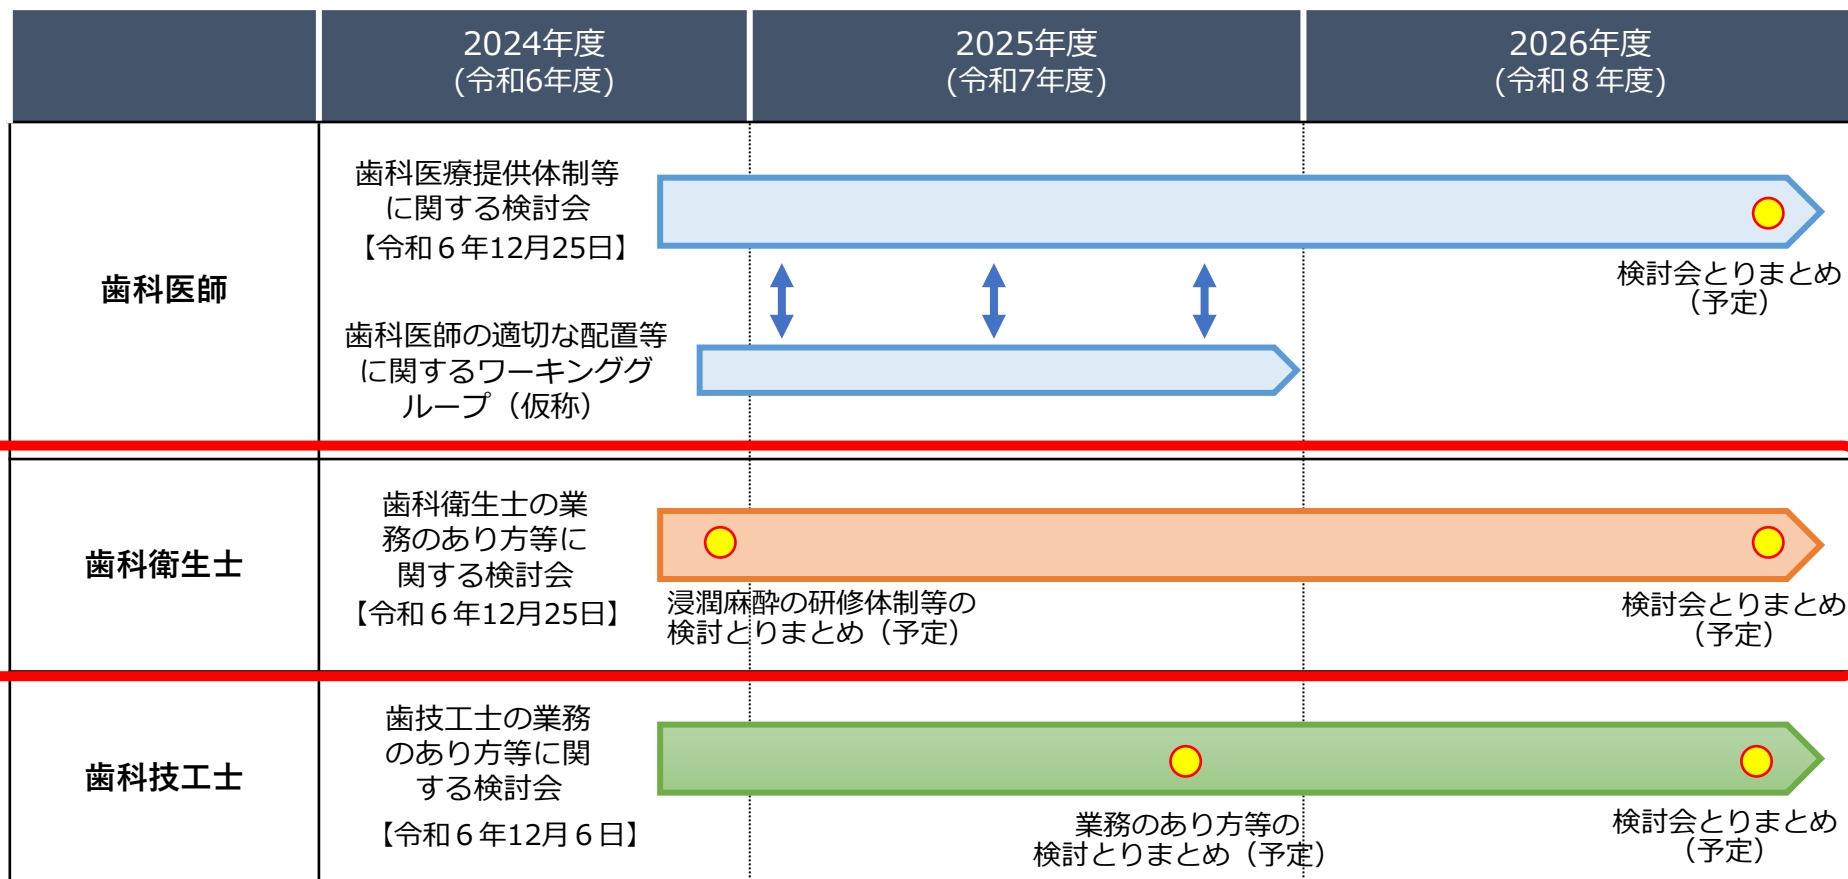 2024年度
(令和6年度)
2025年度
(令和7年度)
2026年度
(令和８年度)
歯科医師
歯科医療提供体制等
に関する検討会
【令和６年12月25日】
検討会とりまとめ
（予定）
歯科医師の適切な配置等
に関するワーキンググ
ループ（仮称）
歯科衛生士
歯科衛生士の業
務のあり方等に
関する検討会
【令和６年12月25日】
浸潤麻酔の研修体制等の
検討とりまとめ（予定）
検討会とりまとめ
（予定）
歯科技工士
歯技工士の業務
のあり方等に関
する検討会
【令和６年12月６日】
業務のあり方等の
検討とりまとめ（予定）
検討会とりまとめ
（予定）